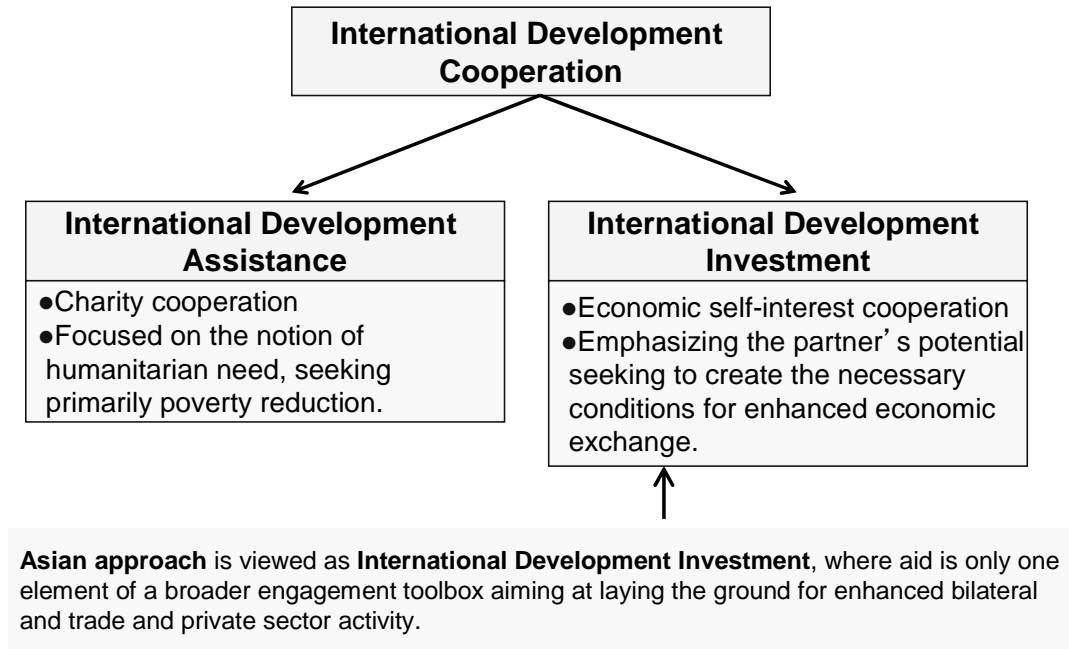 International Development
Cooperation
International Development
Assistance
●Charity cooperation
●Focused on the notion of
humanitarian need, seeking
primarily poverty reduction.
International Development
Investment
●Economic self-interest cooperation
●Emphasizing the partner’s potential
seeking to create the necessary
conditions for enhanced economic
exchange.
Asian approach is viewed as International Development Investment, where aid is only one
element of a broader engagement toolbox aiming at laying the ground for enhanced bilateral
and trade and private sector activity.